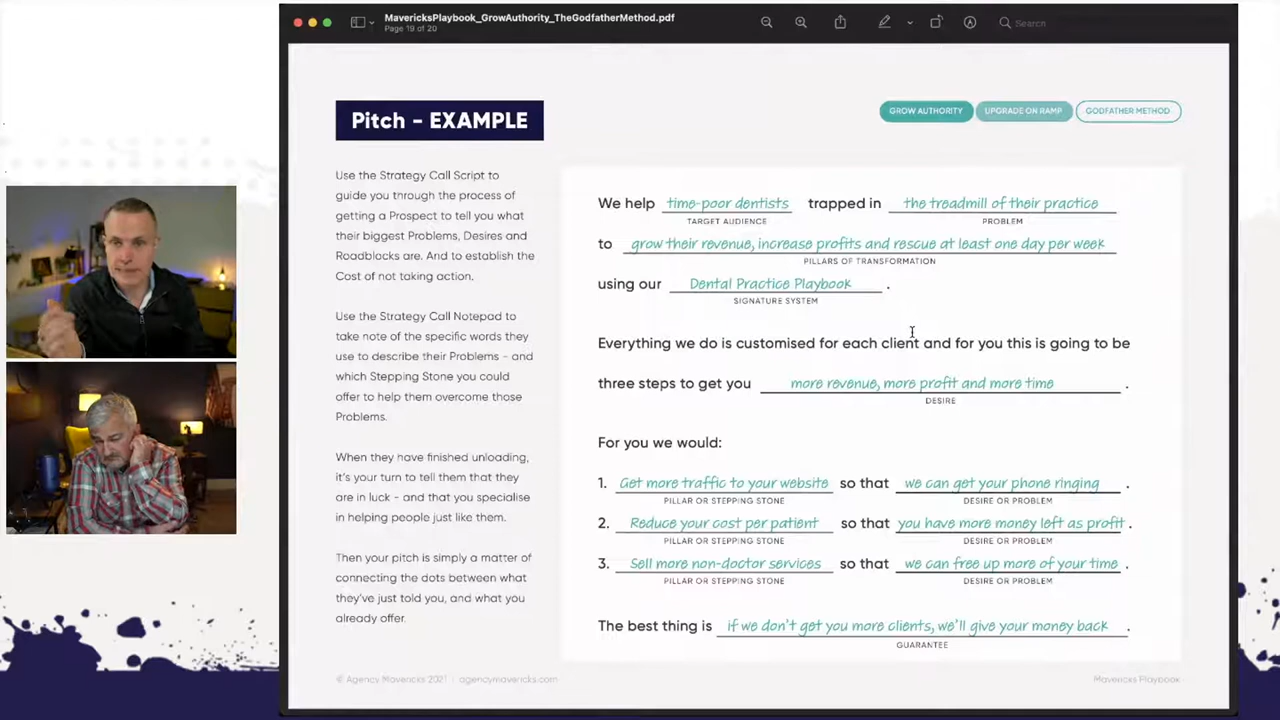 MavericksPlaybook_GrowAuthority_TheGodfatherMethod.pdf
Page 19 of 20
Search
Pitch - EXAMPLE
GROW AUTHORITY
UPGRADE ON RAMP
GODFATHER METHOD
Use the Strategy Call Script to
guide you through the process of
getting a Prospect to tell you what
their biggest Problems, Desires and
Roadblocks are. And to establish the
Cost of not taking action.
Use the Strategy Call Notepad to
take note of the specific words they
use to describe their Problems - and
which Stepping Stone you could
offer to help them overcome those
Problems.
When they have finished unloading,
it's your turn to tell them that they
are in luck - and that you specialise
in helping people just like them.
Then your pitch is simply a matter of
connecting the dots between what
they've just told you, and what you
already offer.
We help time-poor dentists trapped in the treadmill of their practice
TARGET AUDIENCE PROBLEM
to grow their revenue, increase profits and rescue at least one day per week
PILLARS OF TRANSFORMATION
using our Dental Practice Playbook .
SIGNATURE SYSTEM
Everything we do is customised for each client and for you this is going to be
three steps to get you more revenue, more profit and more time .
DESIRE
For you we would:
1. Get more traffic to your website so that we can get your phone ringing .
PILLAR OR STEPPING STONE DESIRE OR PROBLEM
2. Reduce your cost per patient so that you have more money left as profit .
PILLAR OR STEPPING STONE DESIRE OR PROBLEM
3. Sell more non-doctor services so that we can free up more of your time .
PILLAR OR STEPPING STONE DESIRE OR PROBLEM
The best thing is if we don't get you more clients, we'll give your money back .
GUARANTEE
© Agency Mavericks 2021 | agencymavericks.com
Mavericks Playbook